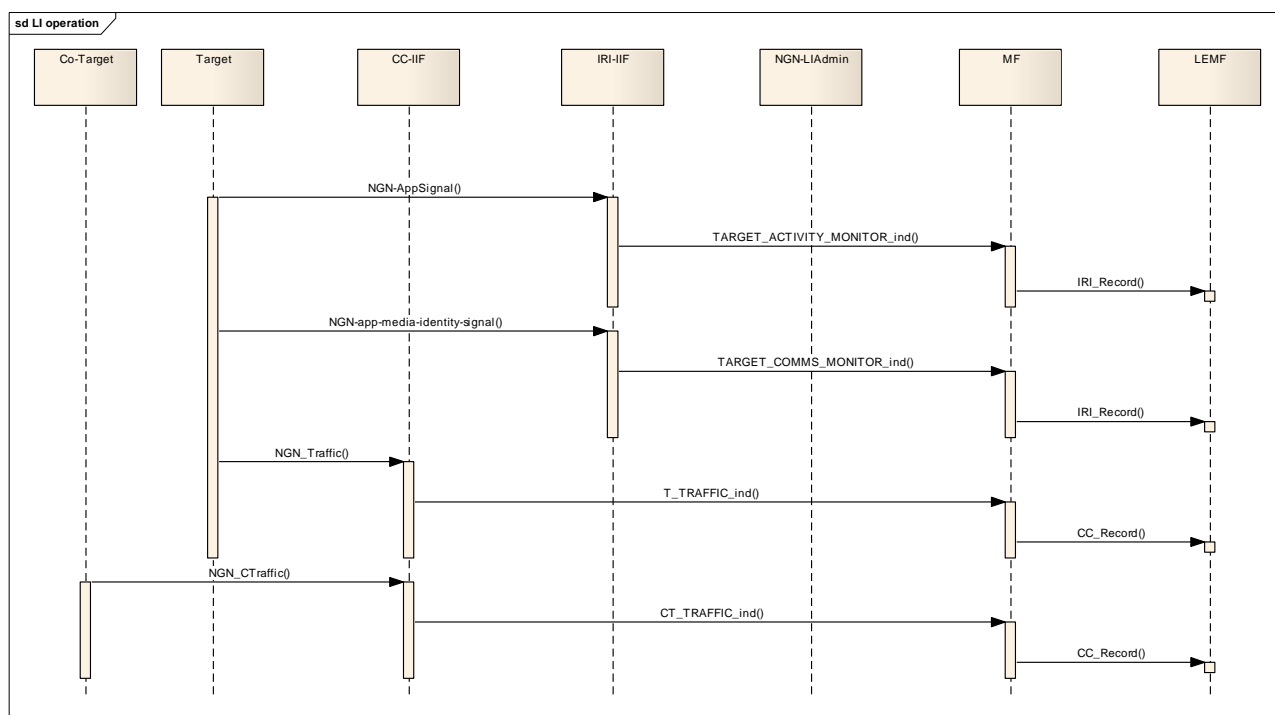 sd LI operation
Co-Target
Target
CC-IIF
IRI-IIF
NGN-LIAdmin
MF
LEMF
NGN-AppSignal()
TARGET_ACTIVITY_MONITOR_ind()
IRI_Record()
NGN-app-media-identity-signal()
TARGET_COMMS_MONITOR_ind()
IRI_Record()
NGN_Traffic()
T_TRAFFIC_ind()
CC_Record()
NGN_CTraffic()
CT_TRAFFIC_ind()
CC_Record()